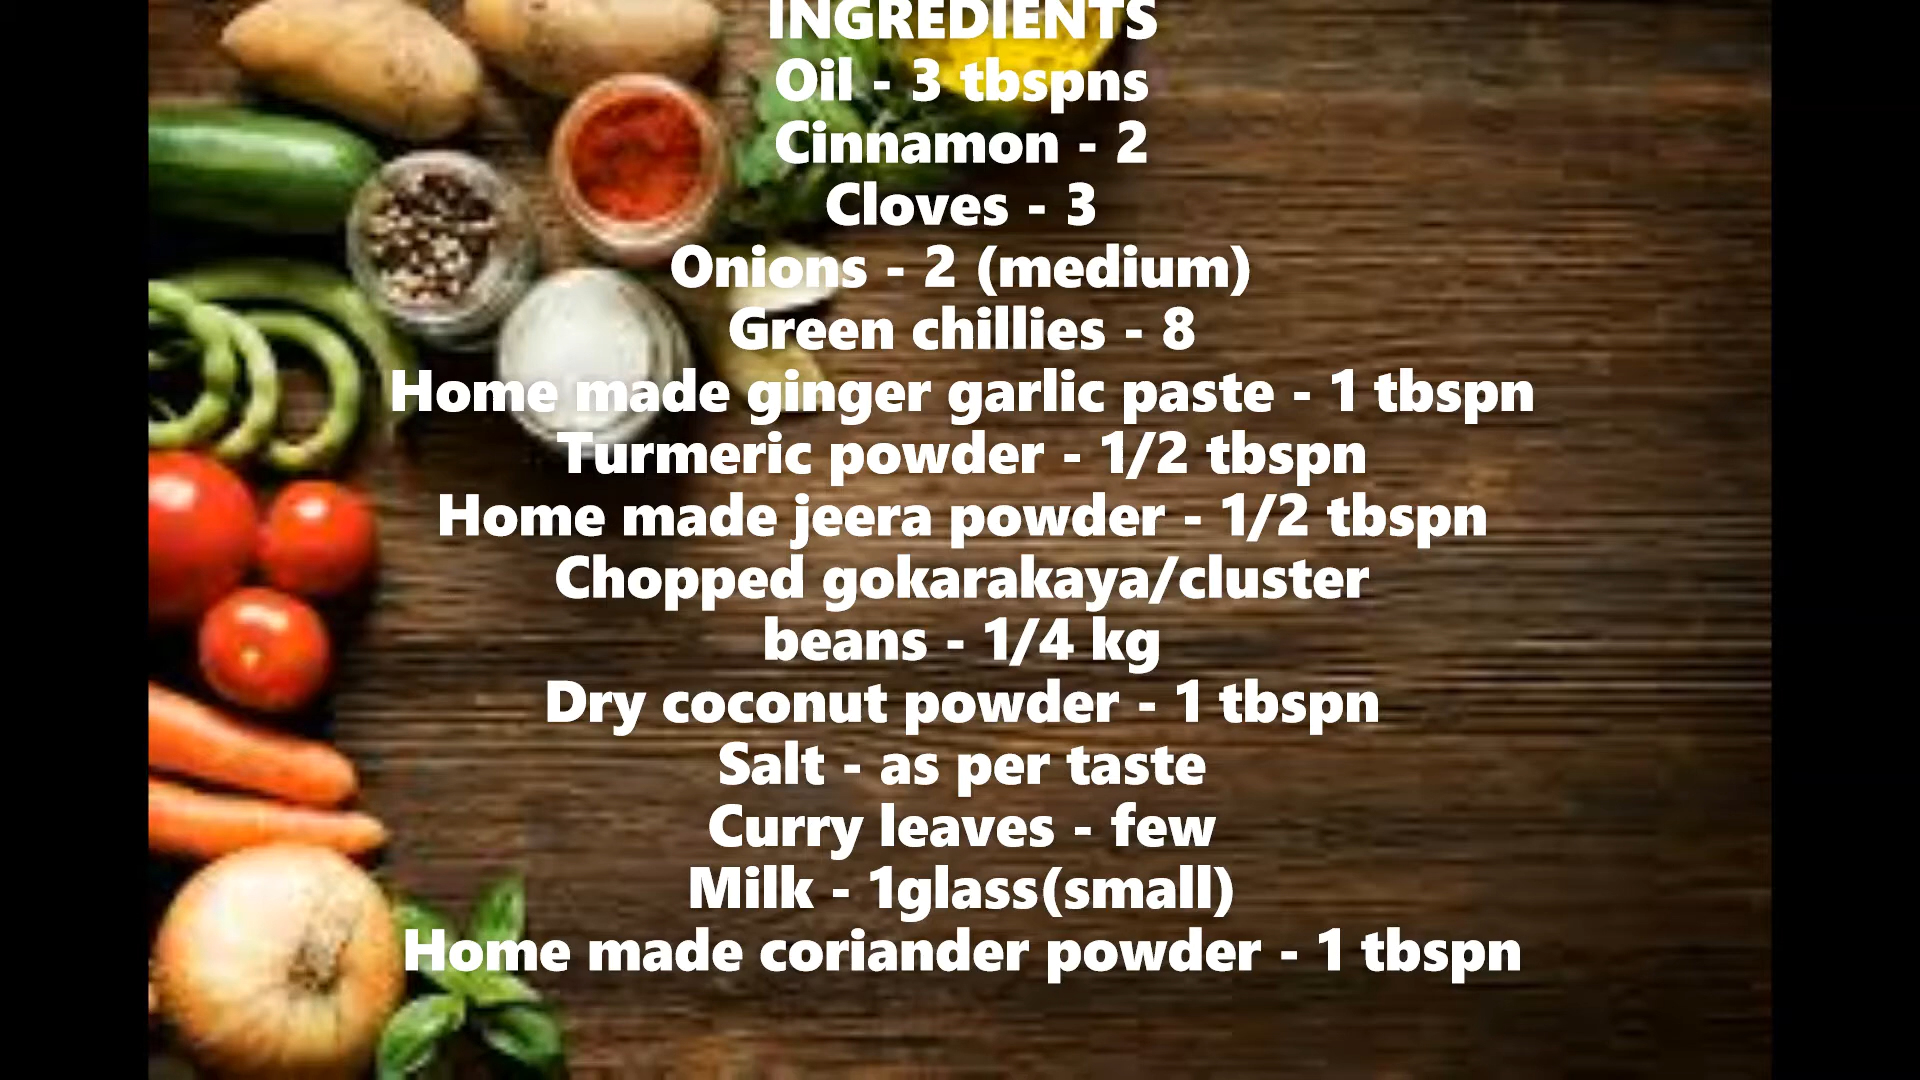 INGREDIENTS
Oil - 3 tbspns
Cinnamon - 2
Cloves - 3
Onions - 2 (medium)
Green chillies - 8
Home made ginger garlic paste - 1 tbspn
Turmeric powder - 1/2 tbspn
Home made jeera powder - 1/2 tbspn
Chopped gokarakaya/cluster
beans - 1/4 kg
Dry coconut powder - 1 tbspn
Salt - as per taste
Curry leaves - few
Milk - 1glass(small)
Home made coriander powder - 1 tbspn